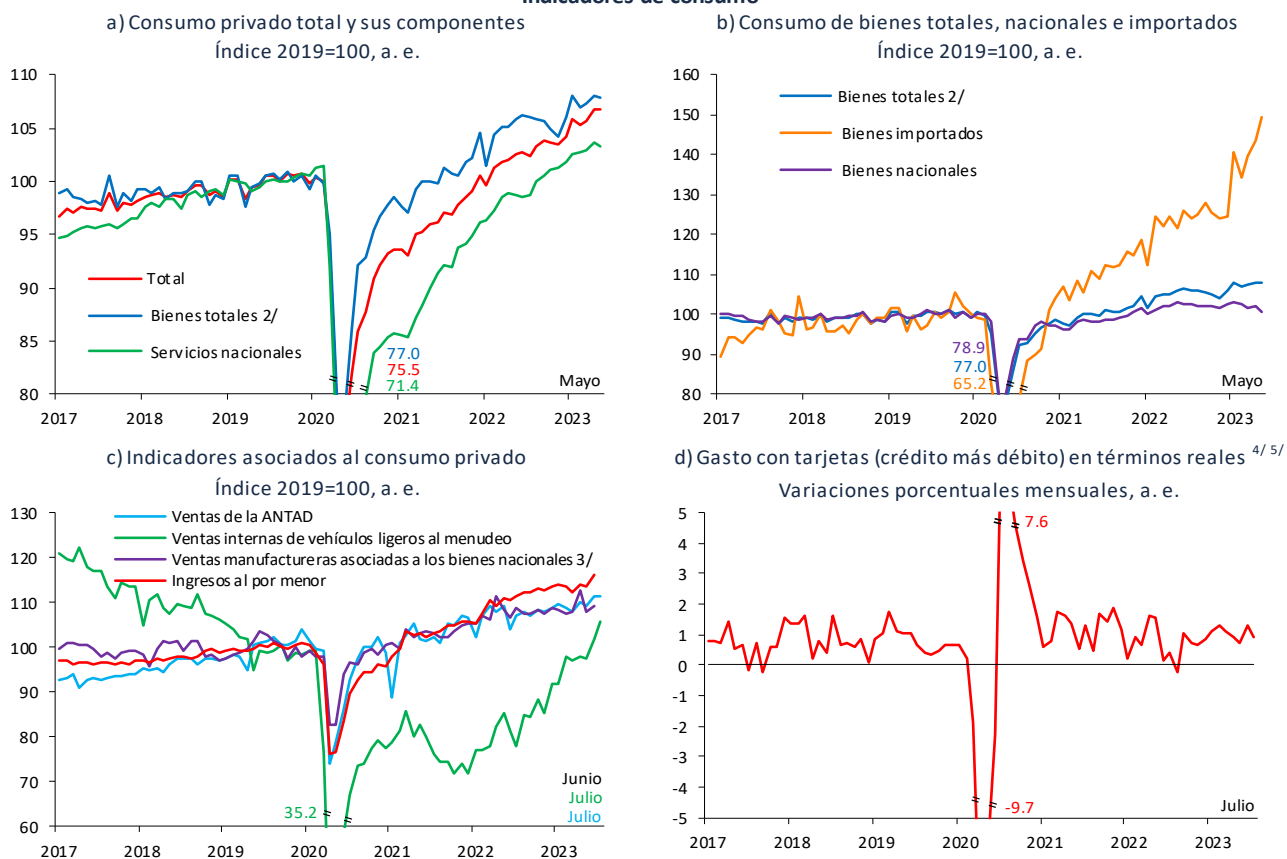 Indicadores de consumo
a) Consumo privado total y sus componentes
Índice 2019=100, a. e.
110
105
100
95
90
85
80
Total
Bienes totales 2/
Servicios nacionales
77.0
75.5
71.4
Mayo
2017 2018 2019 2020 2021 2022 2023
b) Consumo de bienes totales, nacionales e importados
Índice 2019=100, a. e.
160
150
140
130
120
110
100
90
80
Bienes totales 2/
Bienes importados
Bienes nacionales
78.9
77.0
65.2
Mayo
2017 2018 2019 2020 2021 2022 2023
c) Indicadores asociados al consumo privado
Índice 2019=100, a. e.
130
120
110
100
90
80
70
60
Ventas de la ANTAD
Ventas internas de vehículos ligeros al menudeo
Ventas manufactureras asociadas a los bienes nacionales 3/
Ingresos al por menor
35.2
Junio
Julio
Julio
2017 2018 2019 2020 2021 2022 2023
d) Gasto con tarjetas (crédito más débito) en términos reales 4/ 5/
Variaciones porcentuales mensuales, a. e.
5
4
3
2
1
0
-1
-2
-3
-4
-5
7.6
-9.7
Julio
2017 2018 2019 2020 2021 2022 2023